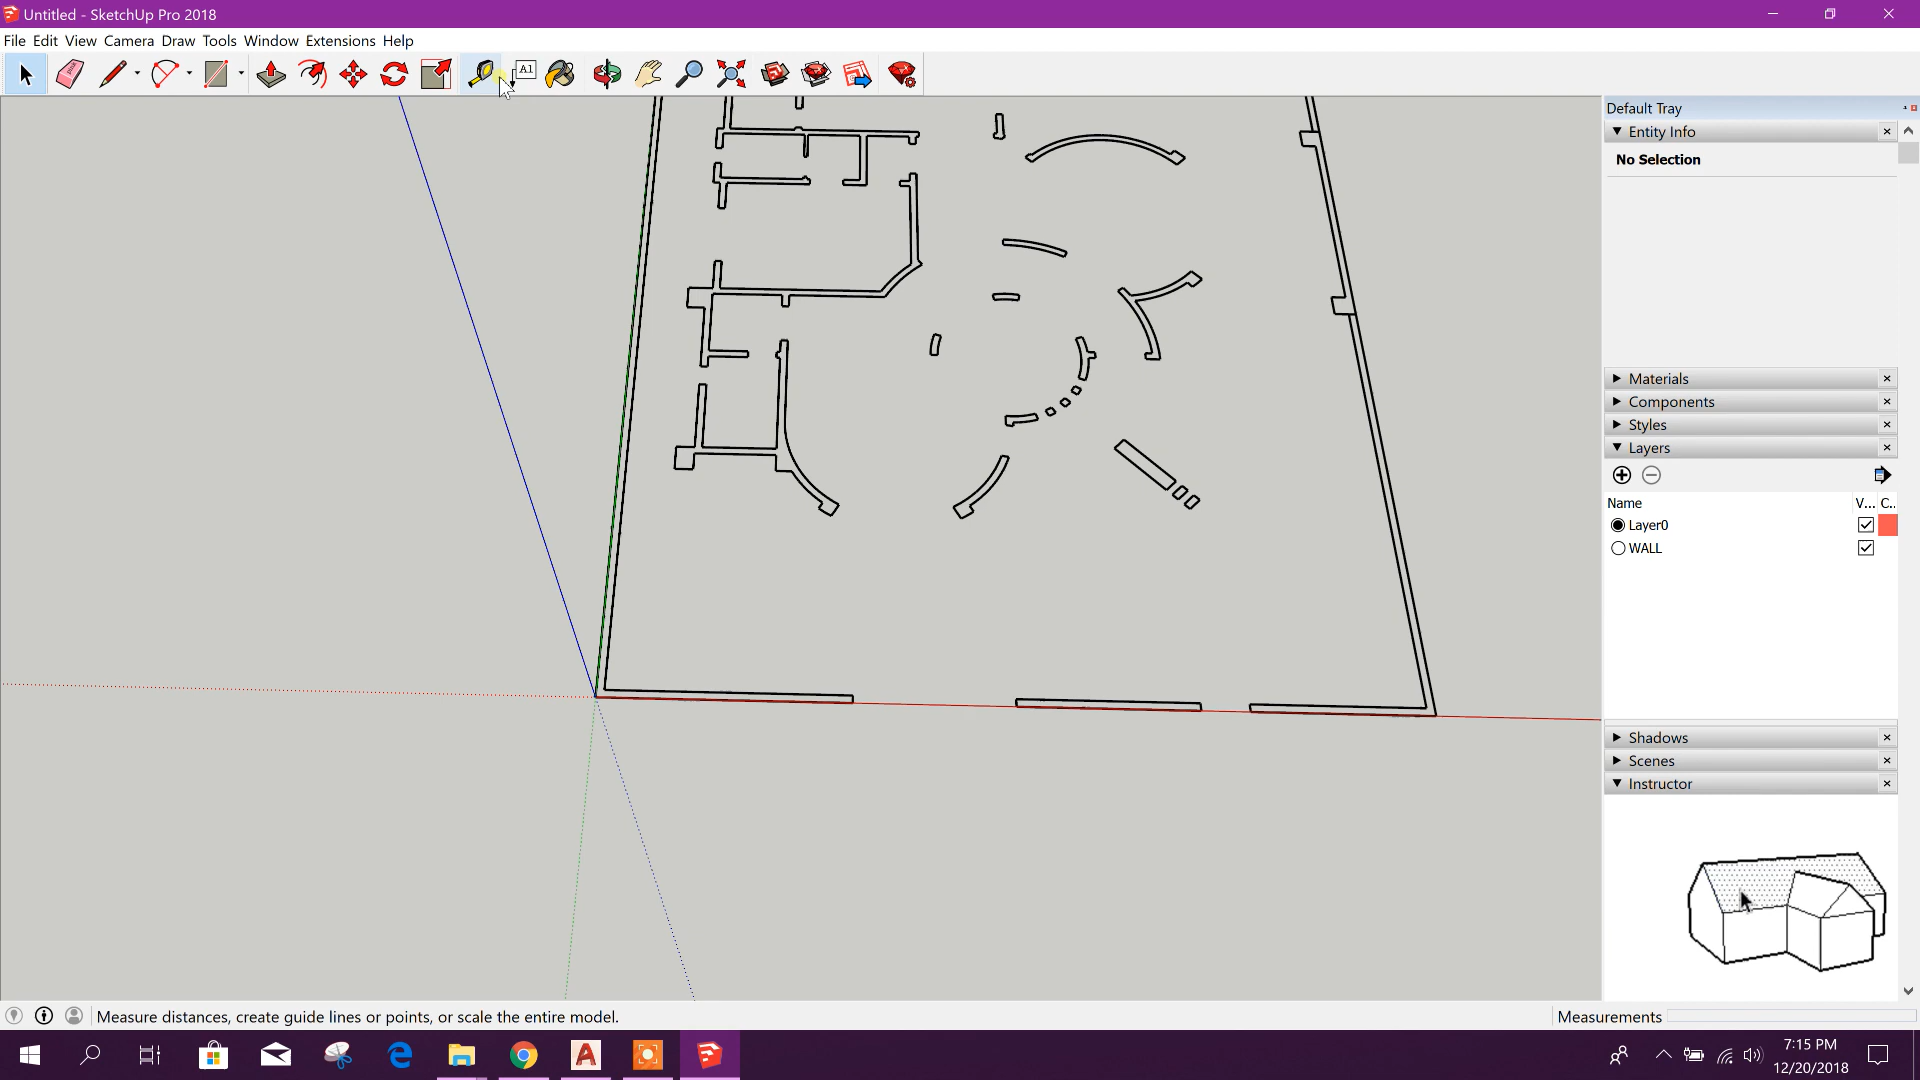 Untitled - SketchUp Pro 2018
File Edit View Camera Draw Tools Window Extensions Help
A1
Default Tray
Entity Info
No Selection
Materials
Components
Styles
Layers
Name V... C..
Layer0
WALL
Shadows
Scenes
Instructor
Measure distances, create guide lines or points, or scale the entire model.
Measurements
7:15 PM
12/20/2018